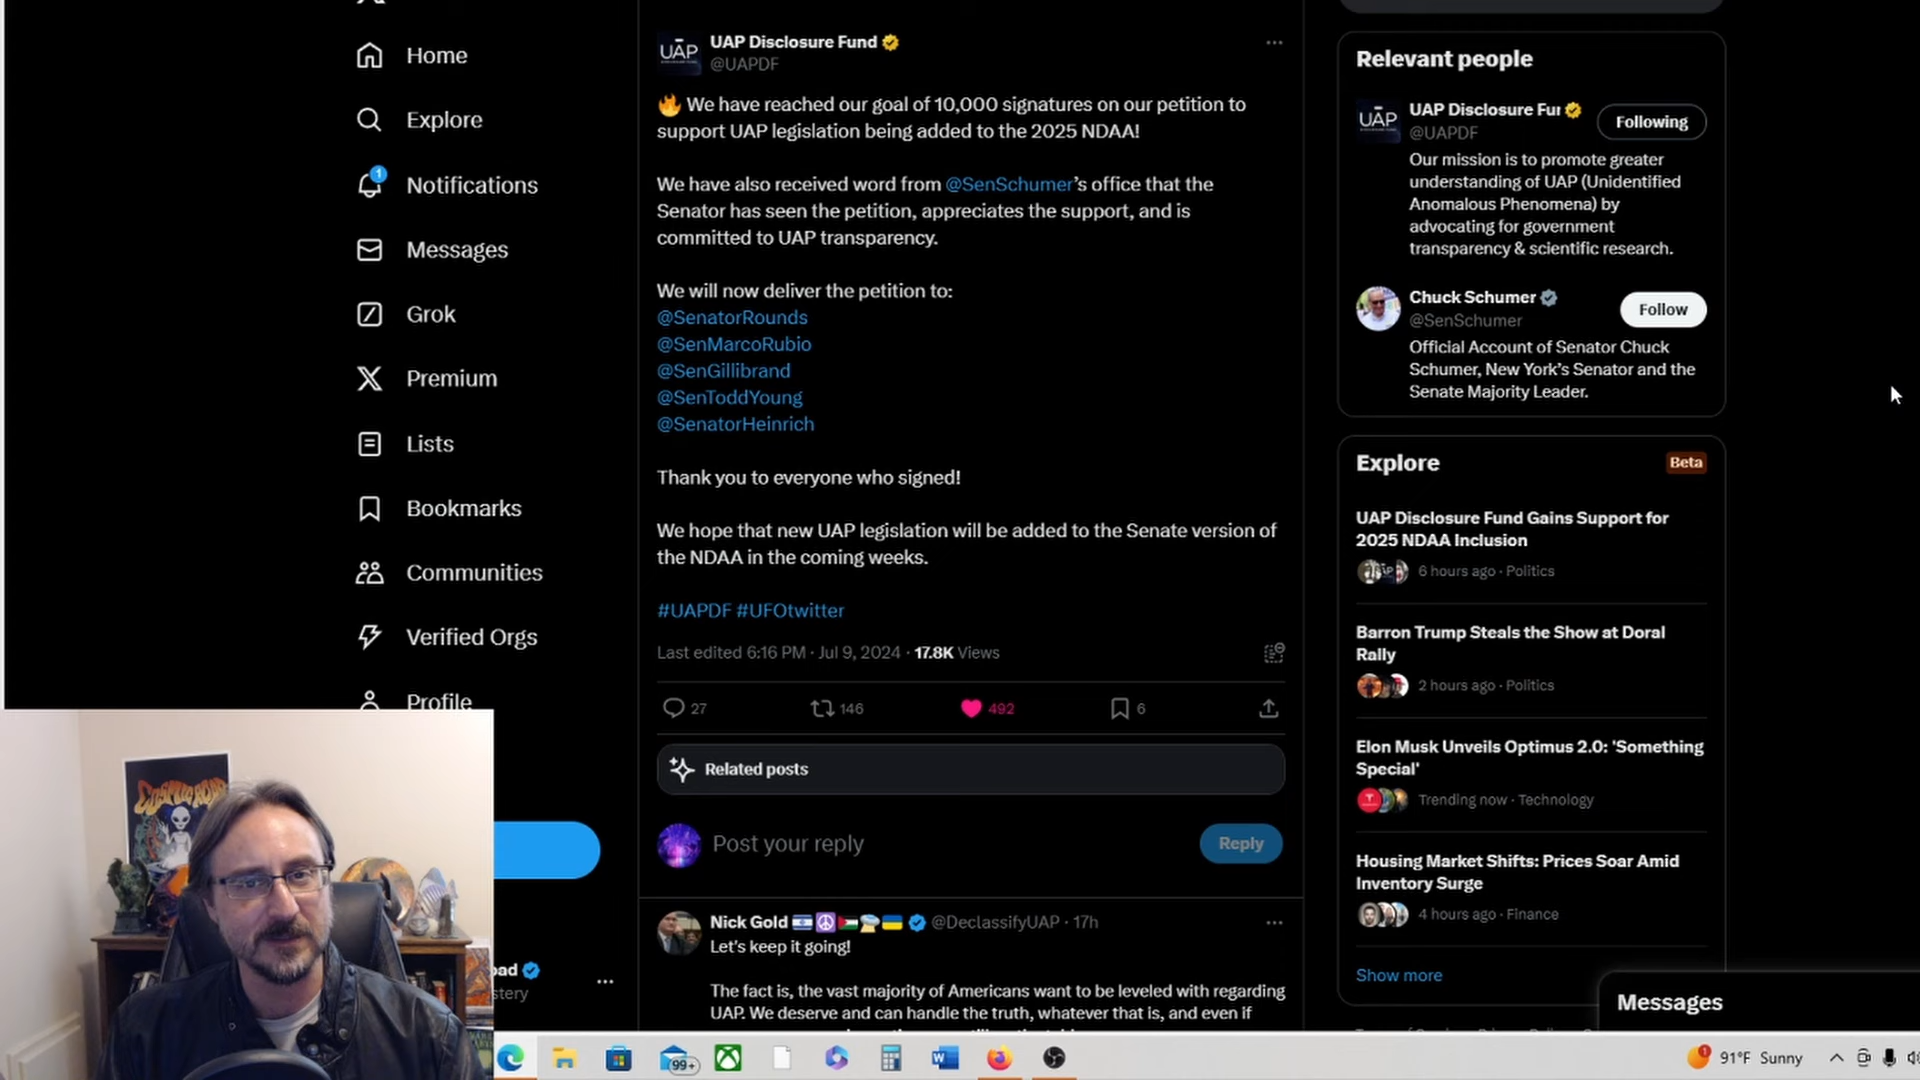 Home
Explore
1
Notifications
Messages
Grok
Premium
Lists
Bookmarks
Communities
Verified Orgs
Profile
UAP
UAP Disclosure Fund
@UAPDF
🔥 We have reached our goal of 10,000 signatures on our petition to
support UAP legislation being added to the 2025 NDAA!
We have also received word from @SenSchumer's office that the
Senator has seen the petition, appreciates the support, and is
committed to UAP transparency.
We will now deliver the petition to:
@SenatorRounds
@SenMarcoRubio
@SenGillibrand
@SenToddYoung
@SenatorHeinrich
Thank you to everyone who signed!
We hope that new UAP legislation will be added to the Senate version of
the NDAA in the coming weeks.
#UAPDF #UFOtwitter
Last edited 6:16 PM · Jul 9, 2024 · 17.8K Views
27 146 492 6
Related posts
Post your reply
Reply
Nick Gold 🇮🇱☮️🇵🇸🇺🇦 @DeclassifyUAP · 17h
Let's keep it going!
The fact is, the vast majority of Americans want to be leveled with regarding
UAP. We deserve and can handle the truth, whatever that is, and even if
Relevant people
UAP
UAP Disclosure Fu
Following
@UAPDF
Our mission is to promote greater
understanding of UAP (Unidentified
Anomalous Phenomena) by
advocating for government
transparency & scientific research.
Chuck Schumer
Follow
@SenSchumer
Official Account of Senator Chuck
Schumer, New York's Senator and the
Senate Majority Leader.
Explore
Beta
UAP Disclosure Fund Gains Support for
2025 NDAA Inclusion
6 hours ago · Politics
Barron Trump Steals the Show at Doral
Rally
2 hours ago · Politics
Elon Musk Unveils Optimus 2.0: 'Something
Special'
Trending now · Technology
Housing Market Shifts: Prices Soar Amid
Inventory Surge
4 hours ago · Finance
Show more
Messages
COSMIC ROAD
oad
stery
99+
1
91°F Sunny